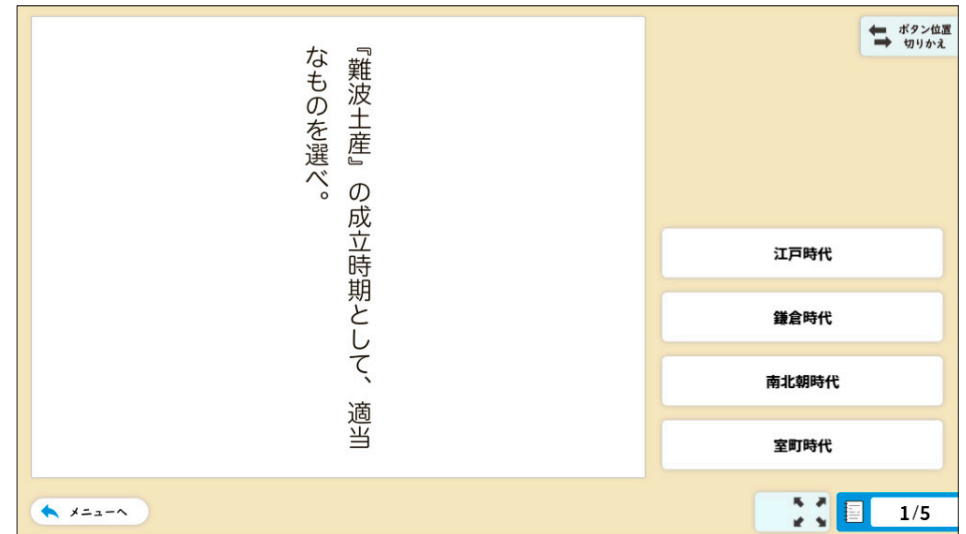 『難波土産』の成立時期として、適当
なものを選べ。
ボタン位置
切りかえ
江戸時代
鎌倉時代
南北朝時代
室町時代
メニューへ
1/5